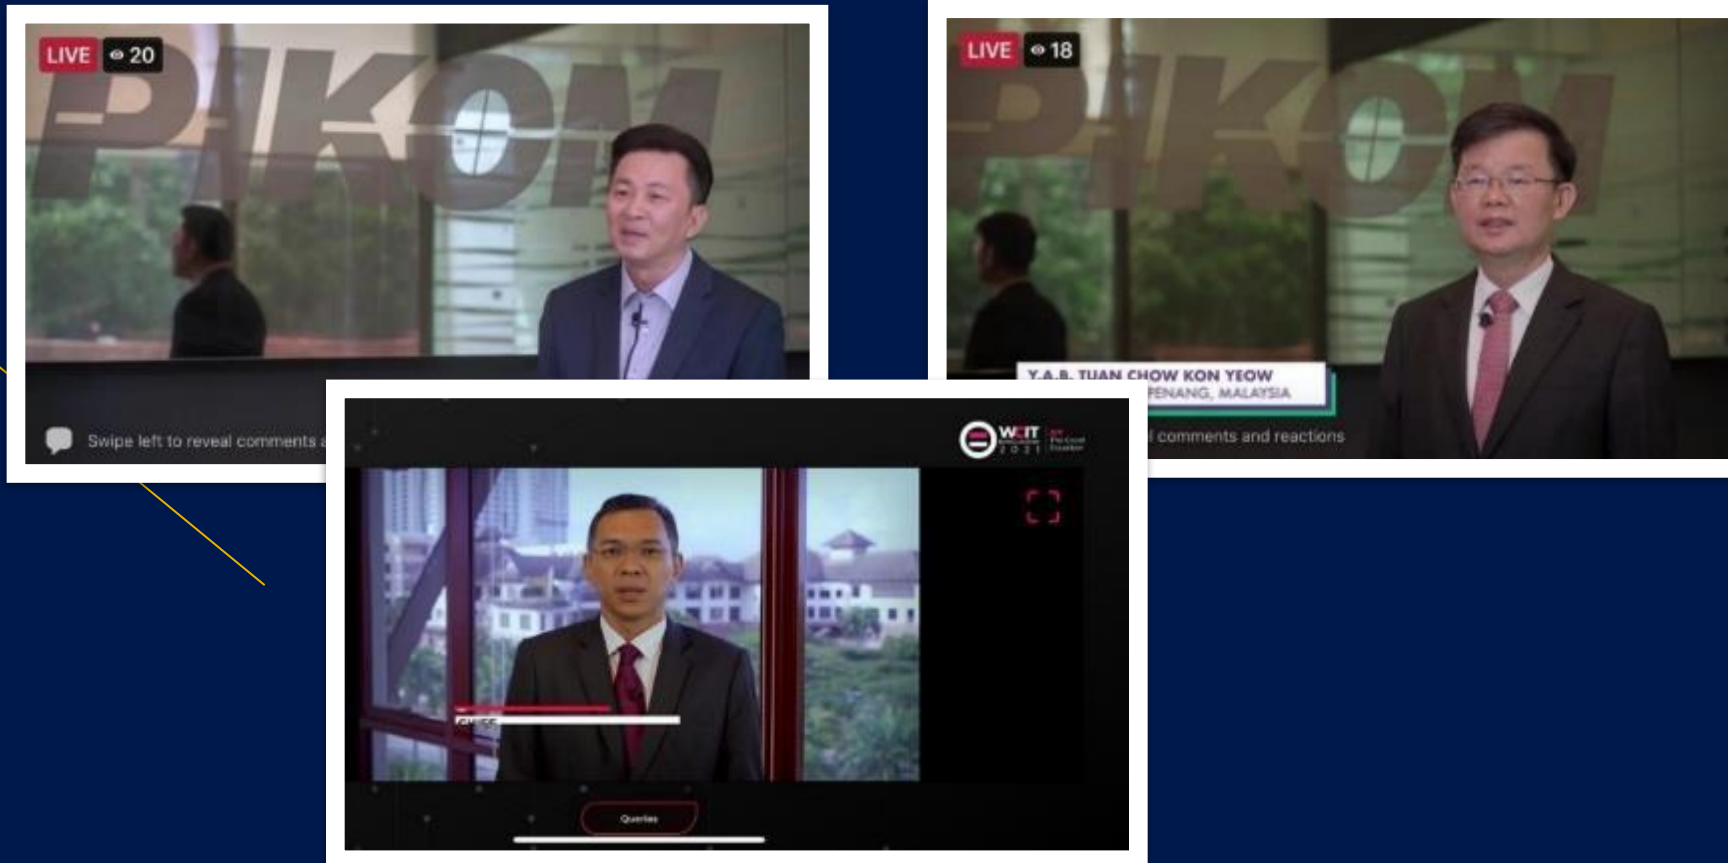 LIVE 20
PIKOM
Swipe left to reveal comments a
LIVE 18
PIKOM
Y.A.B. TUAN CHOW KON YEOW
PENANG, MALAYSIA
l comments and reactions
WCIT
2021
Queries